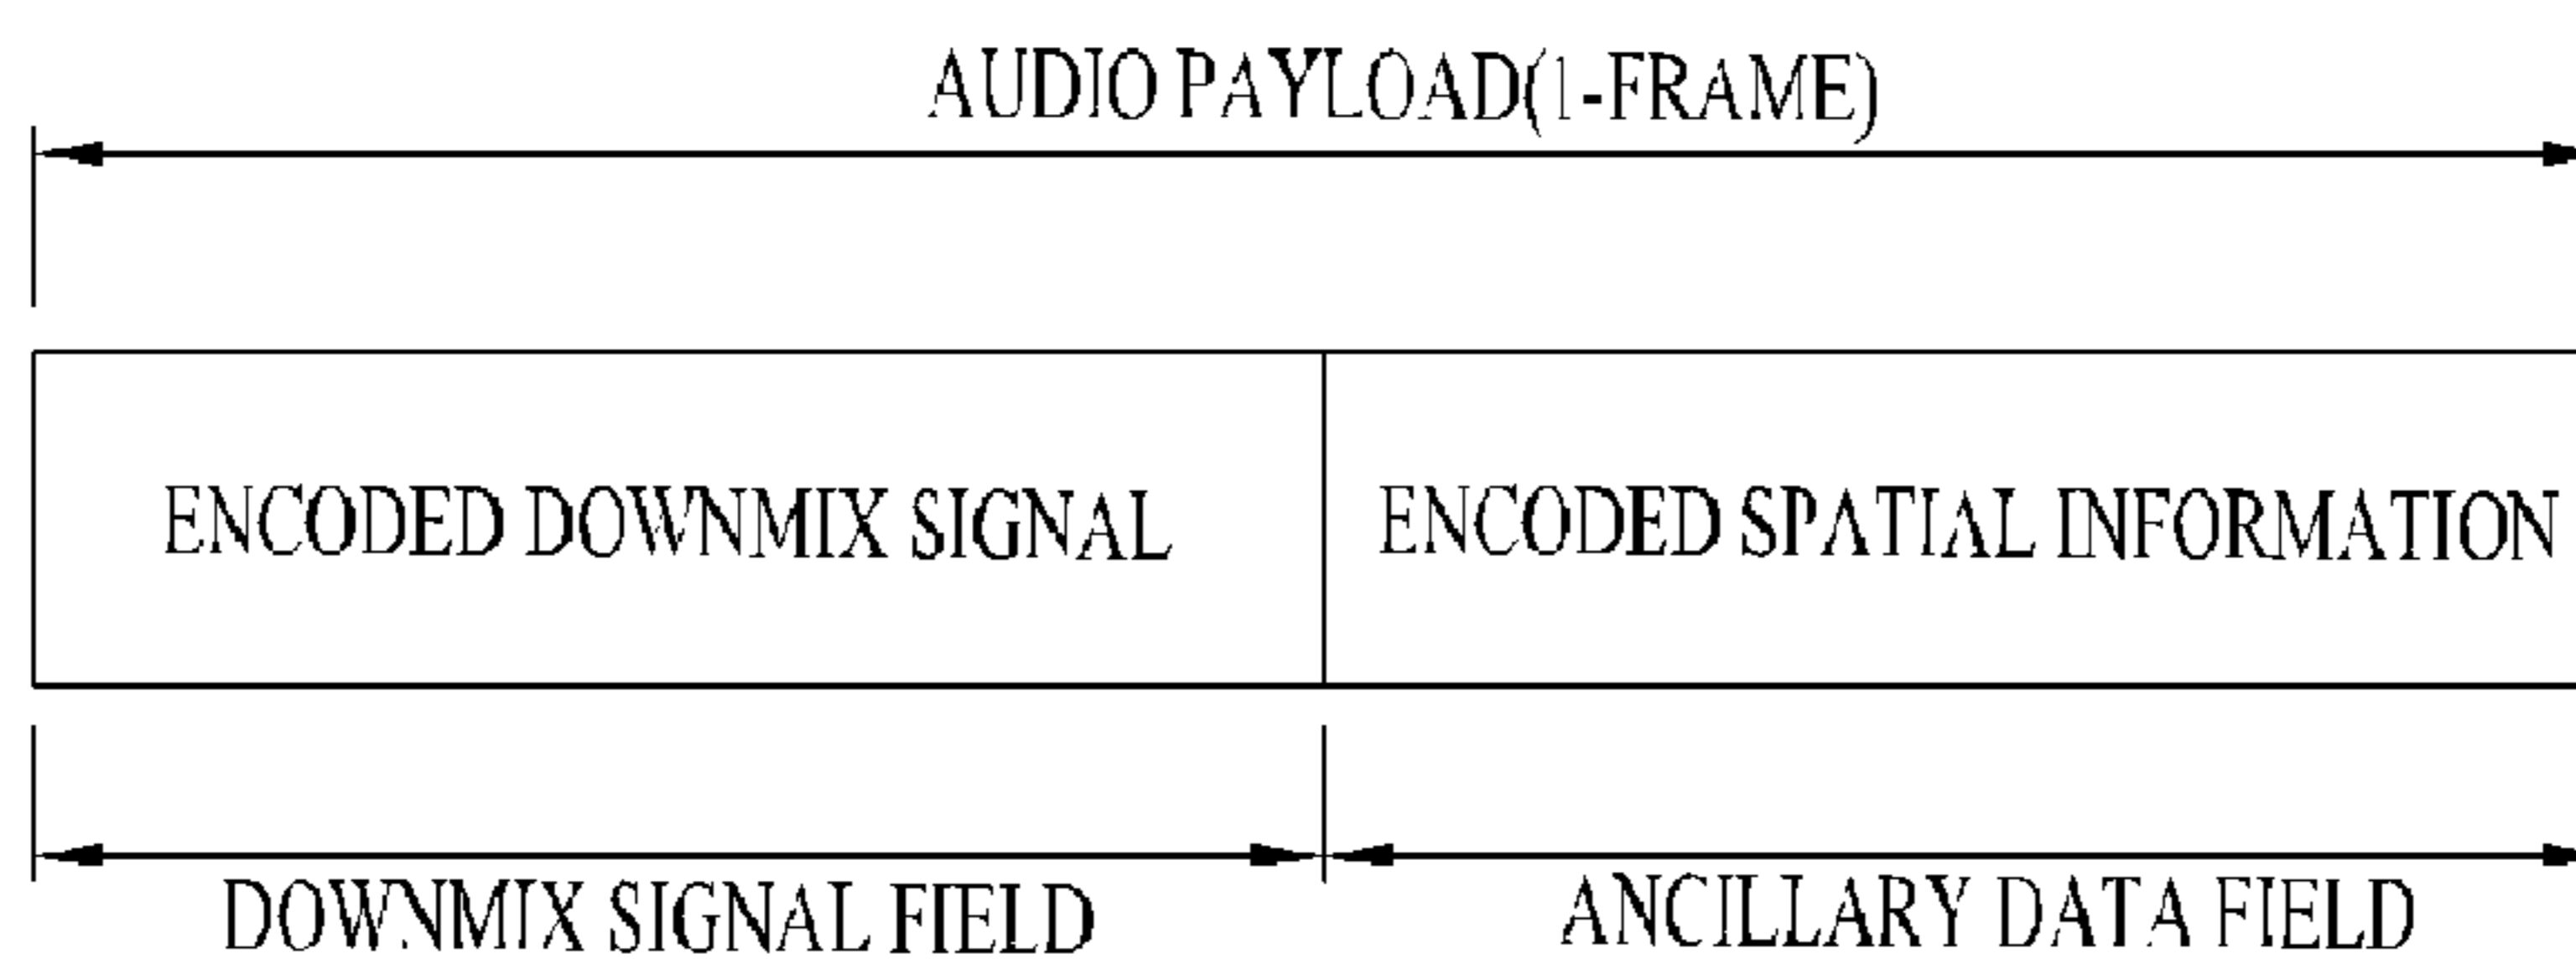 AUDIO PAYLOAD(1-FRAME)
ENCODED DOWNMIX SIGNAL
ENCODED SPATIAL INFORMATION
DOWNMIX SIGNAL FIELD
ANCILLARY DATA FIELD